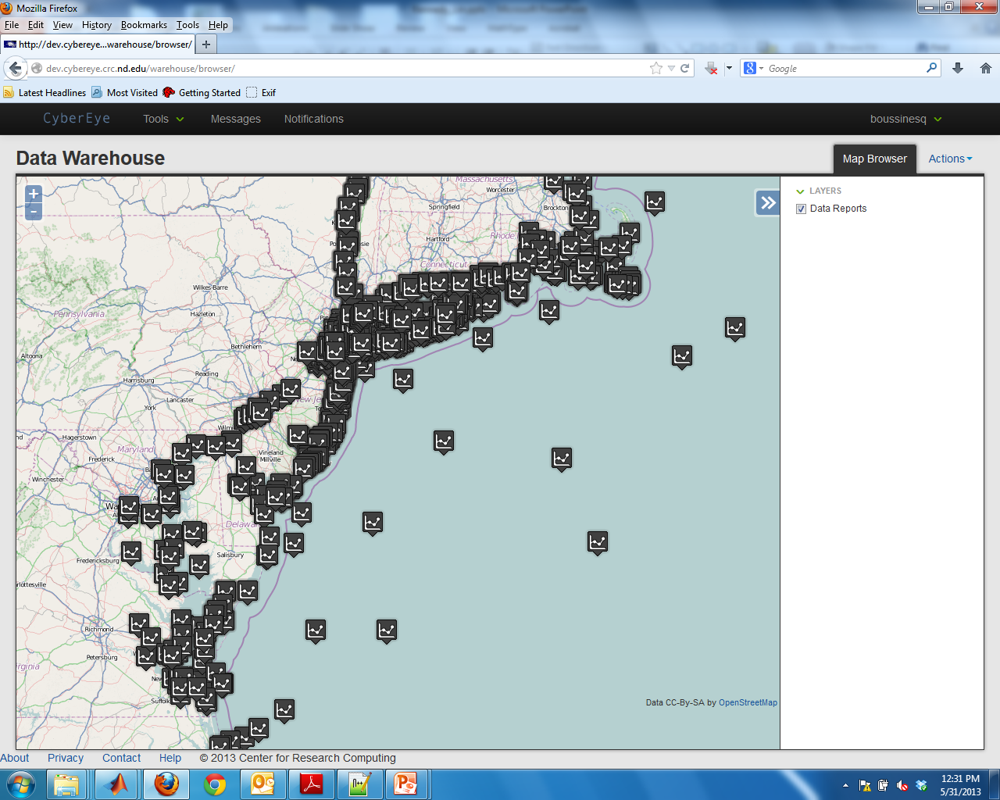 Mozilla Firefox
File Edit View History Bookmarks Tools Help
http://dev.cybereye...warehouse/browser/
dev.cybereye.crc.nd.edu/warehouse/browser/
Google
Latest Headlines Most Visited Getting Started Exif
CyberEye Tools Messages Notifications boussinesq
Data Warehouse
Map Browser Actions
+
-
LAYERS
Data Reports
Massachusetts
Worcester
Springfield
Brockton
Hartford
Rhode
Connecticut
Wilkes-Barre
Hazleton
Pennsylvania
Bethlehem
Altoona
Reading
Harrisburg
Lancaster
York
New Jer
Wilmi
Hagerstown
Maryland
Frederick
Vineland
Millville
Winchester
Delawar
Fredericksburg
Salisbury
rlottesville
Richmond
Petersburg
ginia
Suffolk
Data CC-By-SA by OpenStreetMap
About Privacy Contact Help © 2013 Center for Research Computing
12:31 PM
5/31/2013